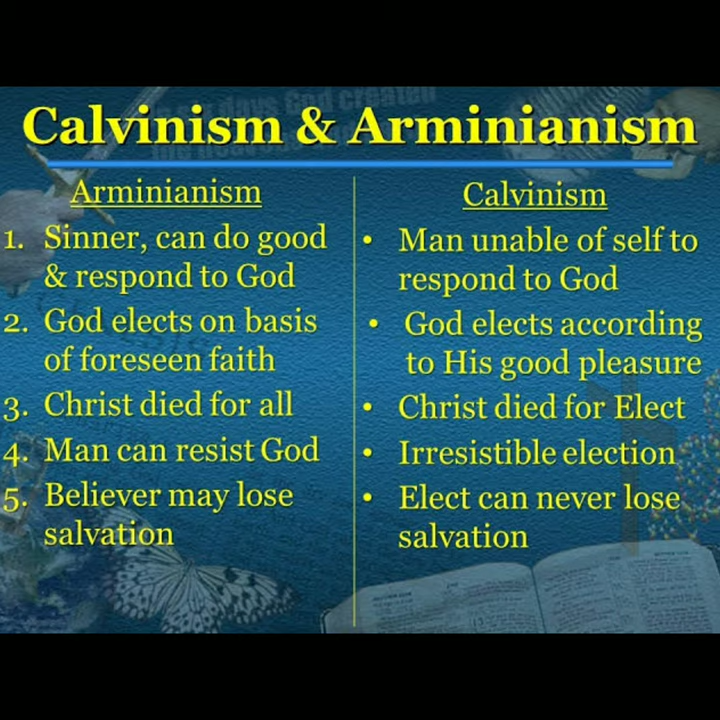 Calvinism & Arminianism
Arminianism
1. Sinner, can do good
& respond to God
2. God elects on basis
of foreseen faith
3. Christ died for all
4. Man can resist God
5. Believer may lose
salvation
Calvinism
• Man unable of self to
respond to God
• God elects according
to His good pleasure
• Christ died for Elect
• Irresistible election
• Elect can never lose
salvation